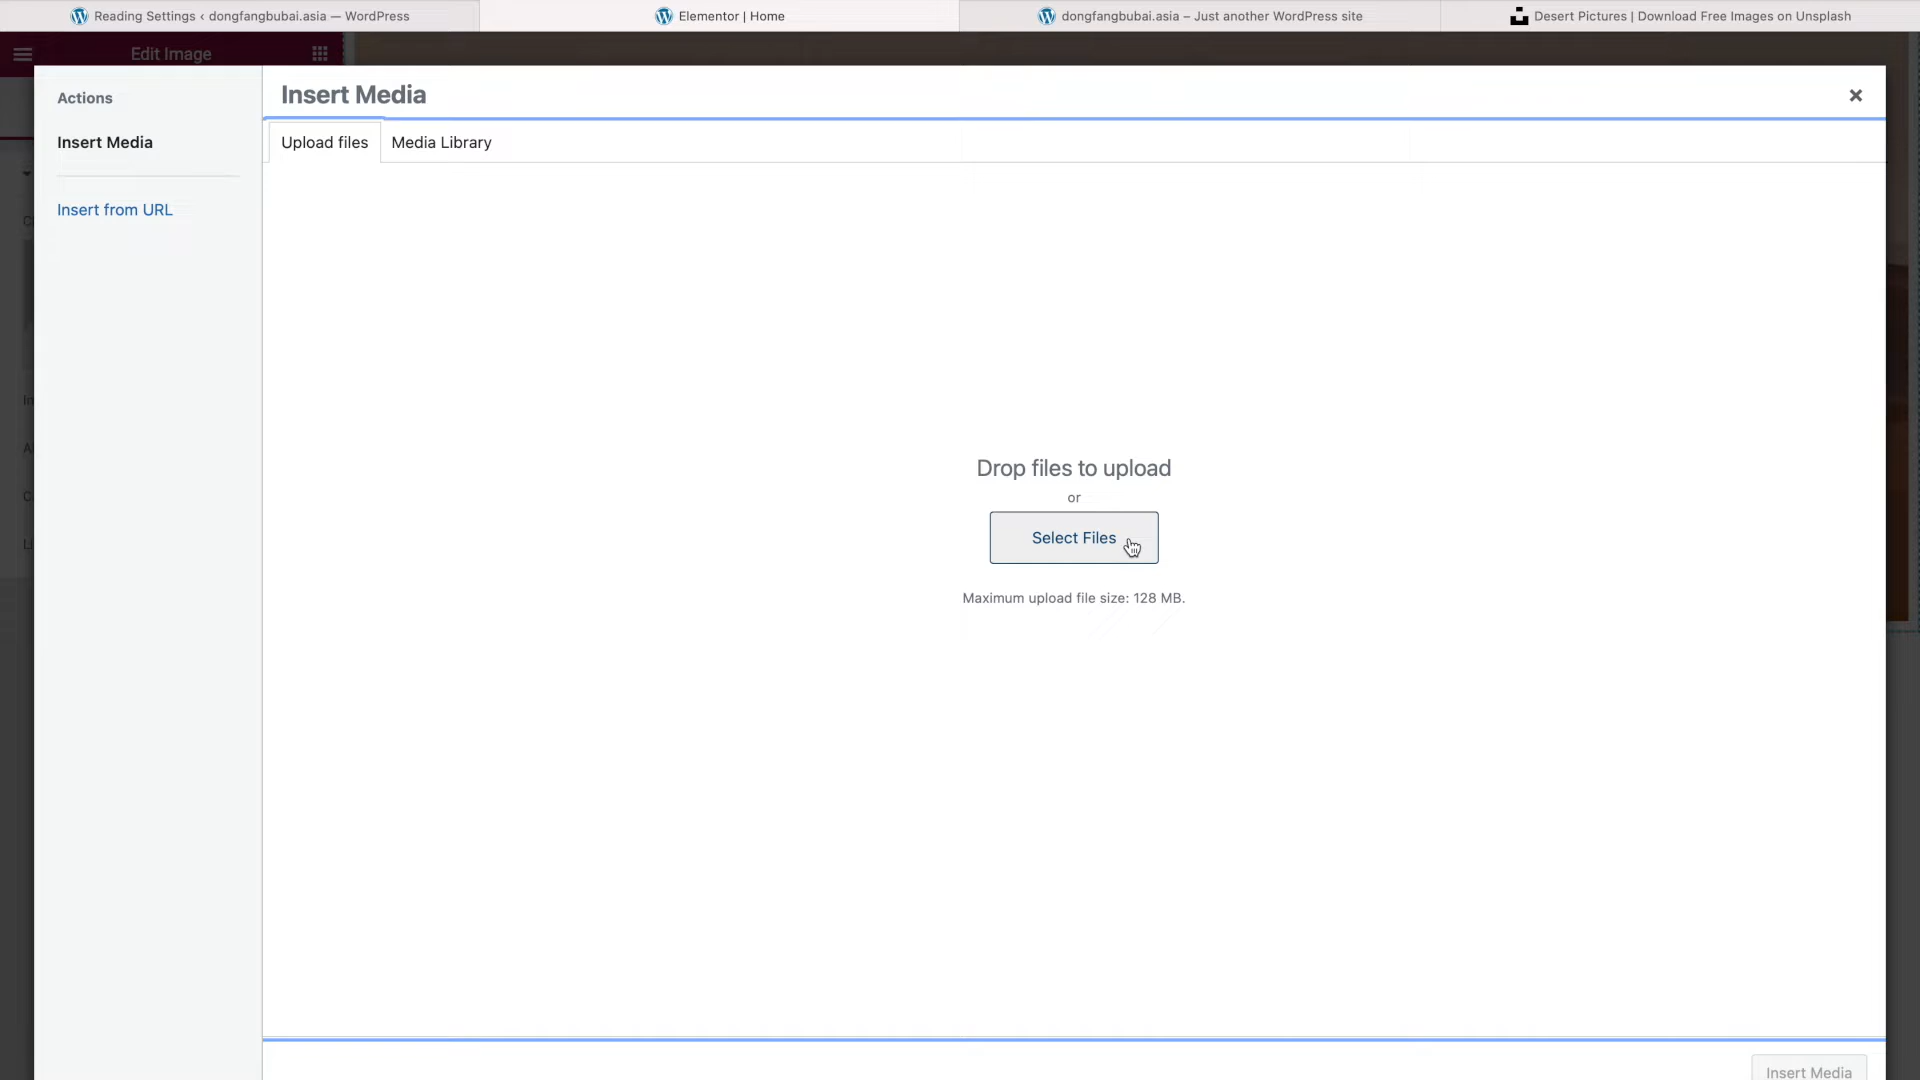 Reading Settings ‹ dongfangbubai.asia — WordPress
Elementor | Home
dongfangbubai.asia – Just another WordPress site
Desert Pictures | Download Free Images on Unsplash
Edit Image
Actions
Insert Media
Insert from URL
Insert Media
Upload files
Media Library
Drop files to upload
or
Select Files
Maximum upload file size: 128 MB.
Insert Media